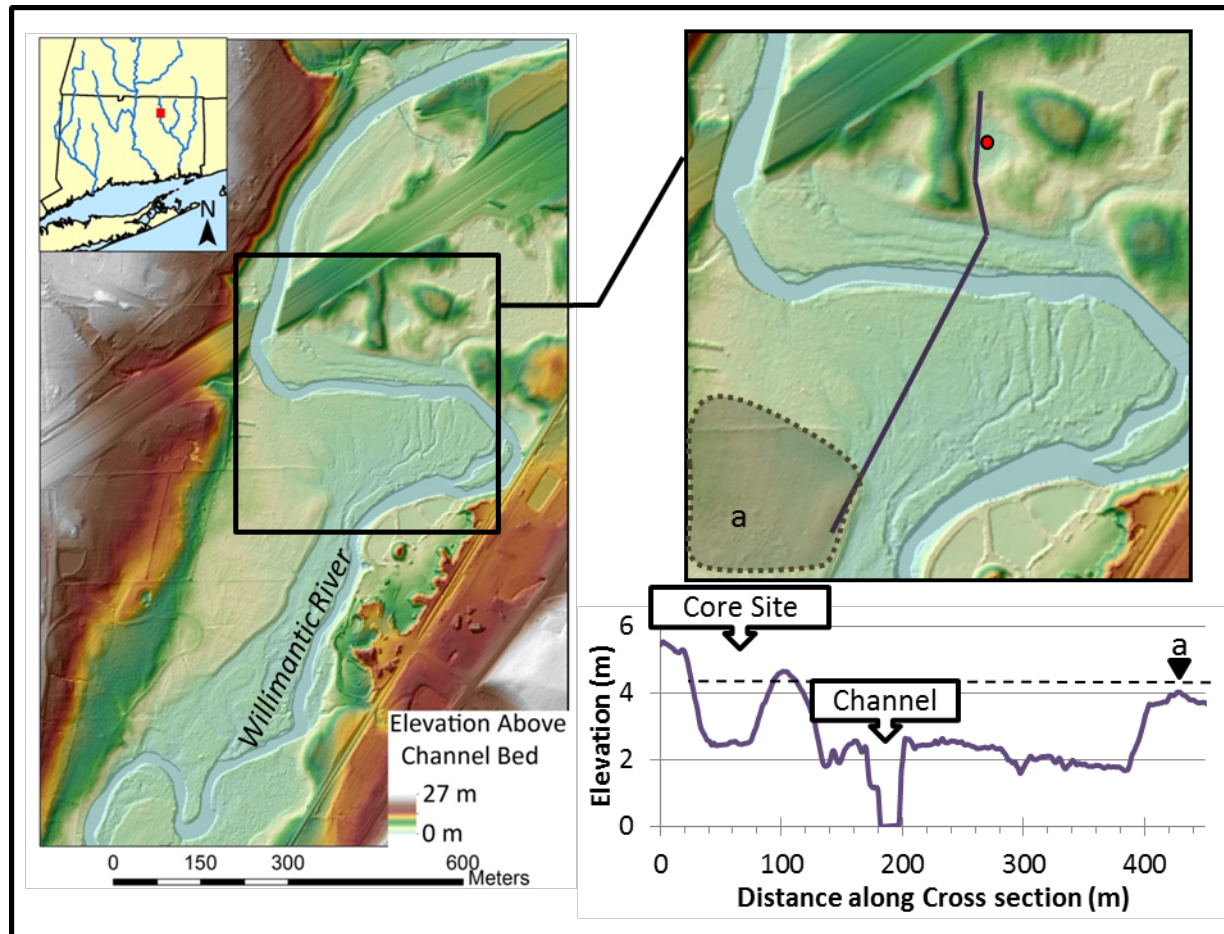 N
Willimantic River
Elevation Above
Channel Bed
27 m
0 m
0 150 300 600
Meters
a
Core Site
Channel
a
6
4
2
0
Elevation (m)
0 100 200 300 400
Distance along Cross section (m)